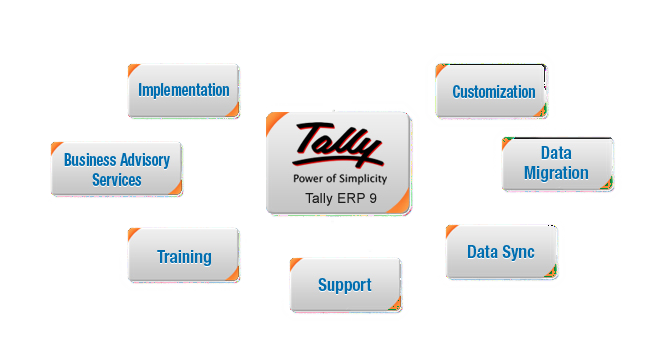 Implementation
Customization
Tally
Power of Simplicity
Tally ERP 9
Business Advisory
Services
Data
Migration
Training
Data Sync
Support